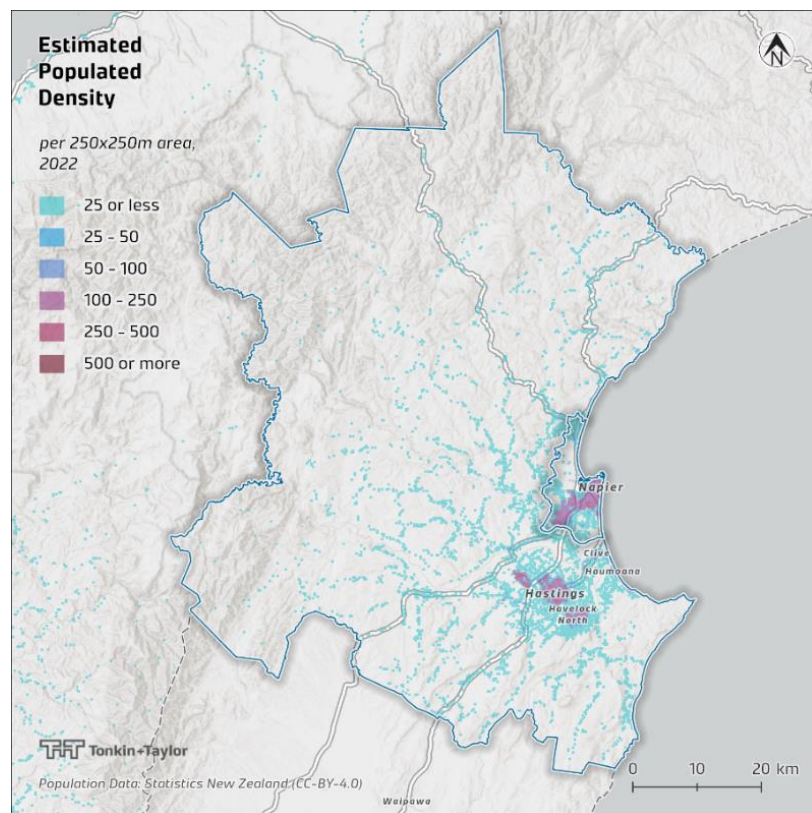 Estimated
Populated
Density
per 250x250m area,
2022
25 or less
25 - 50
50 - 100
100 - 250
250 - 500
500 or more
N
Napier
Clive
Haumoana
Hastings
Havelock
North
Tonkin+Taylor
Population Data: Statistics New Zealand (CC-BY-4.0)
Waipawa
0 10 20 km